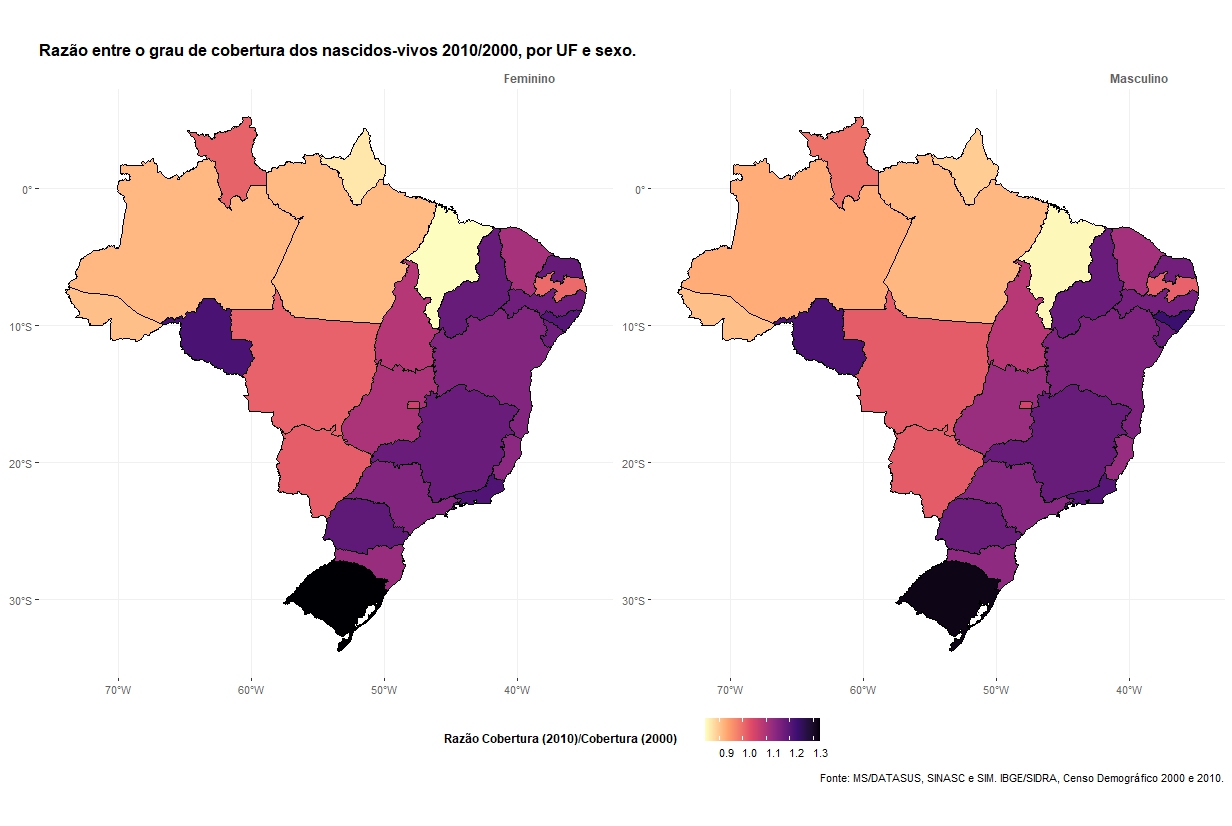 Razão entre o grau de cobertura dos nascidos-vivos 2010/2000, por UF e sexo.
Feminino
Masculino
0°
10°S
20°S
30°S
0°
10°S
20°S
30°S
70°W
60°W
50°W
40°W
70°W
60°W
50°W
40°W
Razão Cobertura (2010)/Cobertura (2000)
0.9 1.0 1.1 1.2 1.3
Fonte: MS/DATASUS, SINASC e SIM. IBGE/SIDRA, Censo Demográfico 2000 e 2010.